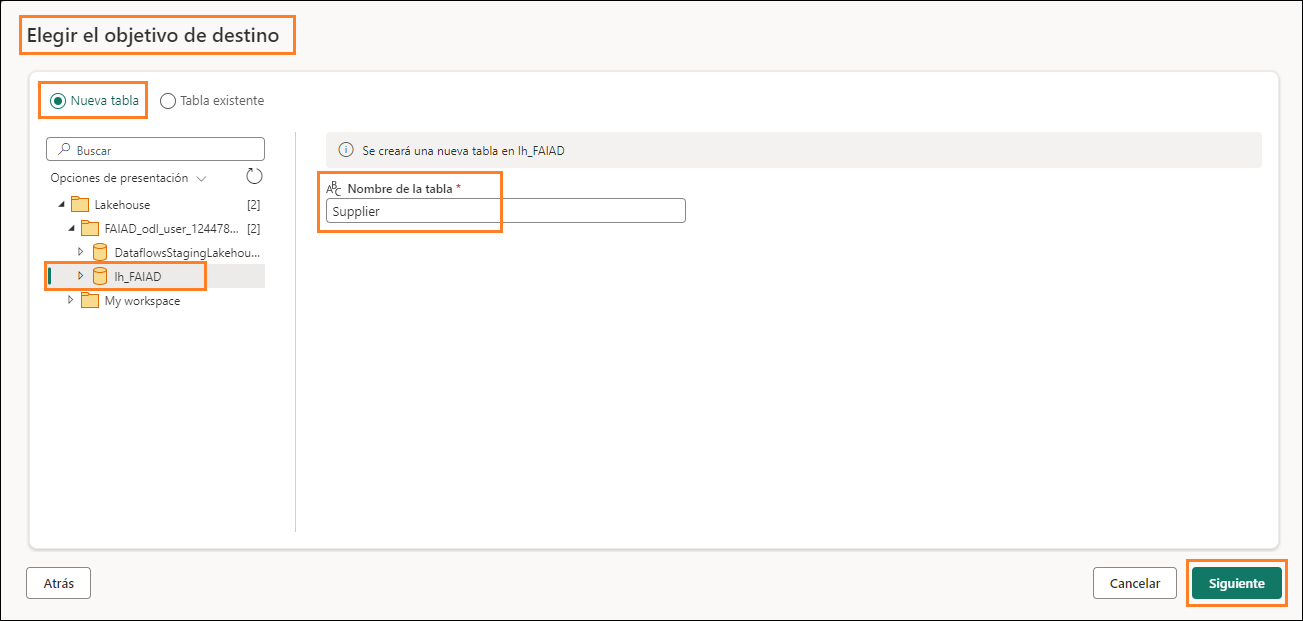 Elegir el objetivo de destino
Nueva tabla Tabla existente
Buscar
Opciones de presentación
Lakehouse [2]
FAIAD_odl_user_124478... [2]
DataflowsStagingLakehou...
lh_FAIAD
My workspace
Se creará una nueva tabla en lh_FAIAD
ABC Nombre de la tabla *
Supplier
Atrás
Cancelar
Siguiente